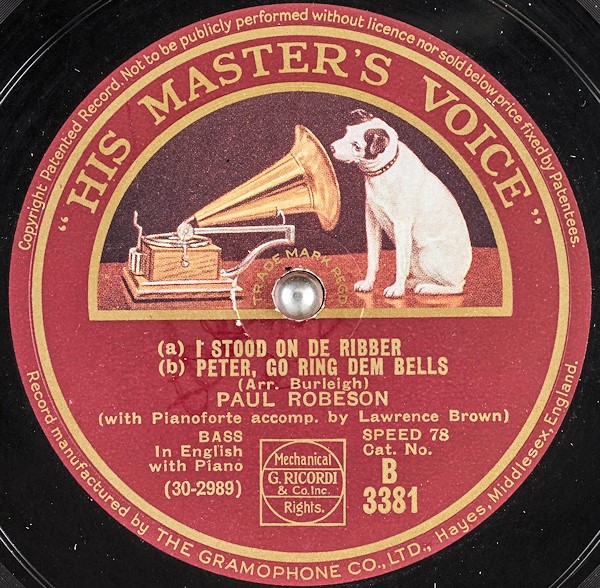 Copyright Patented Record. Not to be publicly performed without licence nor sold below price fixed by Patentees.
"HIS MASTER'S VOICE"
TRADE MARK REGD
(a) I STOOD ON DE RIBBER
(b) PETER, GO RING DEM BELLS
(Arr. Burleigh)
PAUL ROBESON
(with Pianoforte accomp. by Lawrence Brown)
BASS
In English
with Piano
(30-2989)
Mechanical
G. RICORDI
& Co. Inc.
Rights.
SPEED 78
Cat. No.
B
3381
Record manufactured by THE GRAMOPHONE CO., LTD., Hayes, Middlesex, England.